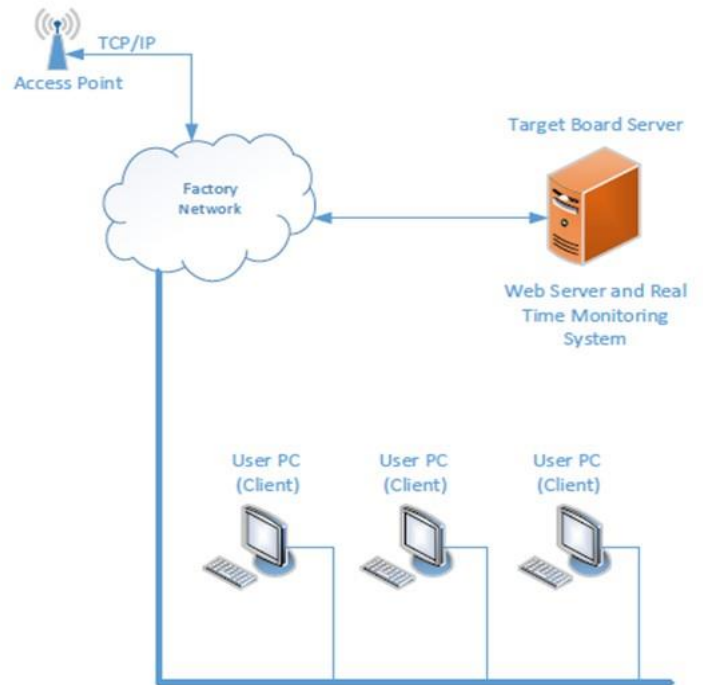 TCP/IP
Access Point
Target Board Server
Factory
Network
Web Server and Real
Time Monitoring
System
User PC
(Client)
User PC
(Client)
User PC
(Client)